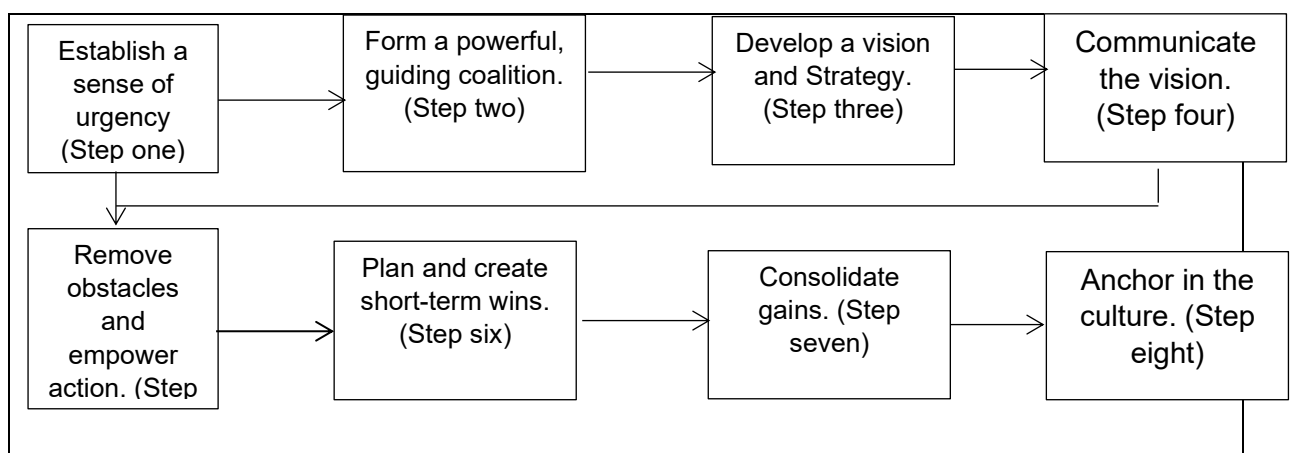 Establish a
sense of
urgency
(Step one)
Form a powerful,
guiding coalition.
(Step two)
Develop a vision
and Strategy.
(Step three)
Communicate
the vision.
(Step four)
Remove
obstacles
and
empower
action. (Step
Plan and create
short-term wins.
(Step six)
Consolidate
gains. (Step
seven)
Anchor in the
culture. (Step
eight)